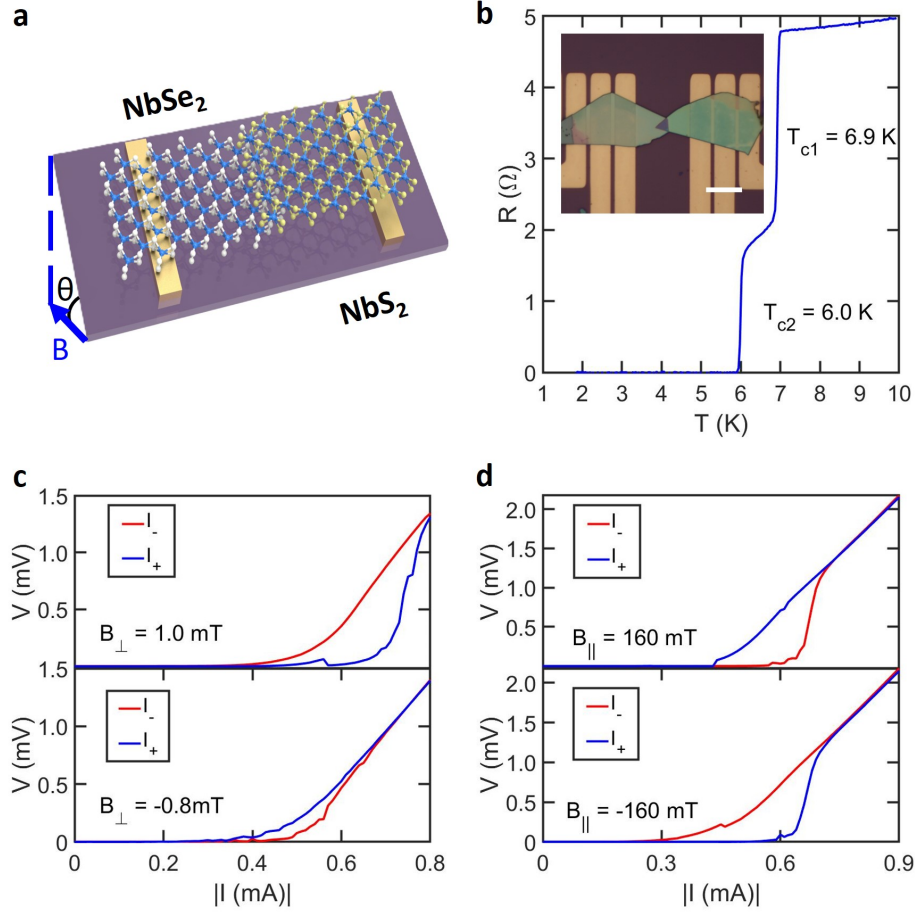 a
NbSe2
NbS2
θ
B
b
R (Ω)
5
4
3
2
1
0
Tc1 = 6.9 K
Tc2 = 6.0 K
1 2 3 4 5 6 7 8 9 10
T (K)
c
V (mV)
1.5
1.0
0.5
I-
I+
B⊥ = 1.0 mT
V (mV)
1.5
1.0
0.5
0
I-
I+
B⊥ = -0.8mT
0 0.2 0.4 0.6 0.8
|I (mA)|
d
V (mV)
2.0
1.5
1.0
0.5
I-
I+
B|| = 160 mT
V (mV)
2.0
1.5
1.0
0.5
0
I-
I+
B|| = -160 mT
0 0.3 0.6 0.9
|I (mA)|